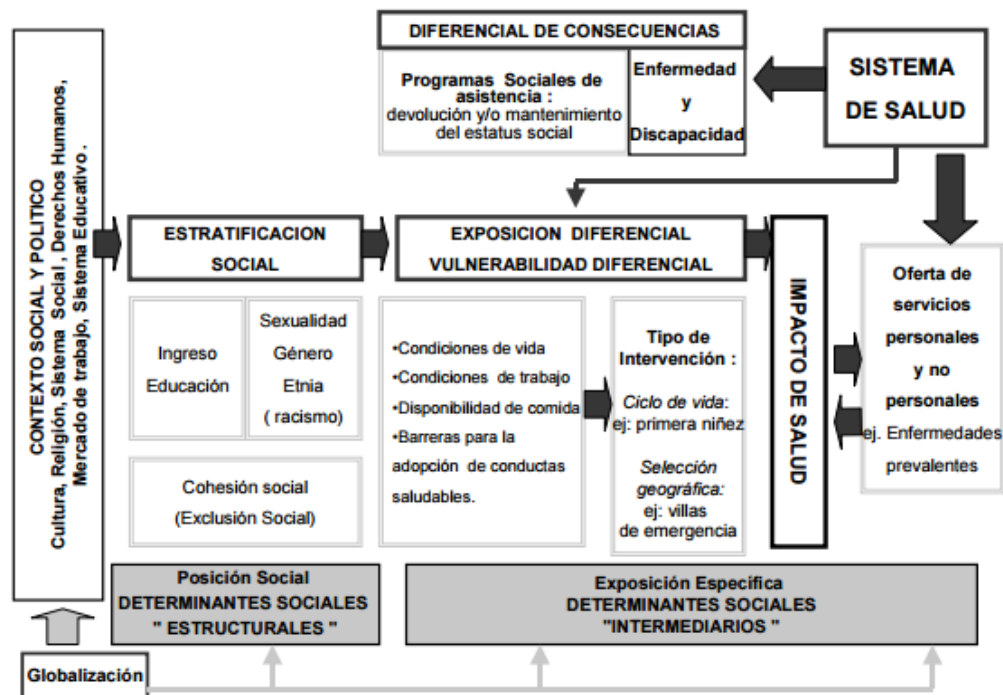 DIFERENCIAL DE CONSECUENCIAS
Programas Sociales de
asistencia :
devolución y/o mantenimiento
del estatus social
Enfermedad
y
Discapacidad
SISTEMA
DE SALUD
CONTEXTO SOCIAL Y POLITICO
Cultura, Religión, Sistema Social , Derechos Humanos,
Mercado de trabajo, Sistema Educativo .
ESTRATIFICACION
SOCIAL
EXPOSICION DIFERENCIAL
VULNERABILIDAD DIFERENCIAL
Ingreso
Educación
Sexualidad
Género
Etnia
( racismo)
Cohesión social
(Exclusión Social)
•Condiciones de vida
•Condiciones de trabajo
•Disponibilidad de comida
•Barreras para la
adopción de conductas
saludables.
Tipo de
Intervención :
Ciclo de vida:
ej: primera niñez
Selección
geográfica:
ej: villas
de emergencia
IMPACTO DE SALUD
Oferta de
servicios
personales
y no
personales
ej. Enfermedades
prevalentes
Posición Social
DETERMINANTES SOCIALES
" ESTRUCTURALES "
Exposición Específica
DETERMINANTES SOCIALES
"INTERMEDIARIOS "
Globalización